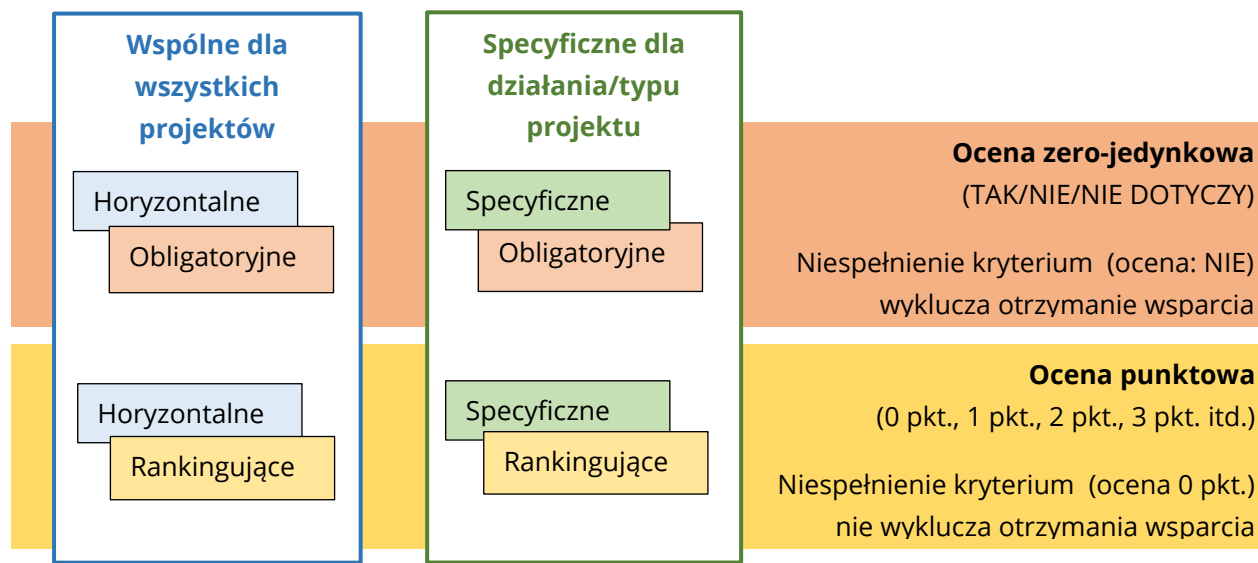 Wspólne dla
wszystkich
projektów
Specyficzne dla
działania/typu
projektu
Horyzontalne
Obligatoryjne
Specyficzne
Obligatoryjne
Ocena zero-jedynkowa
(TAK/NIE/NIE DOTYCZY)
Niespełnienie kryterium (ocena: NIE)
wyklucza otrzymanie wsparcia
Horyzontalne
Rankingujące
Specyficzne
Rankingujące
Ocena punktowa
(0 pkt., 1 pkt., 2 pkt., 3 pkt. itd.)
Niespełnienie kryterium (ocena 0 pkt.)
nie wyklucza otrzymania wsparcia